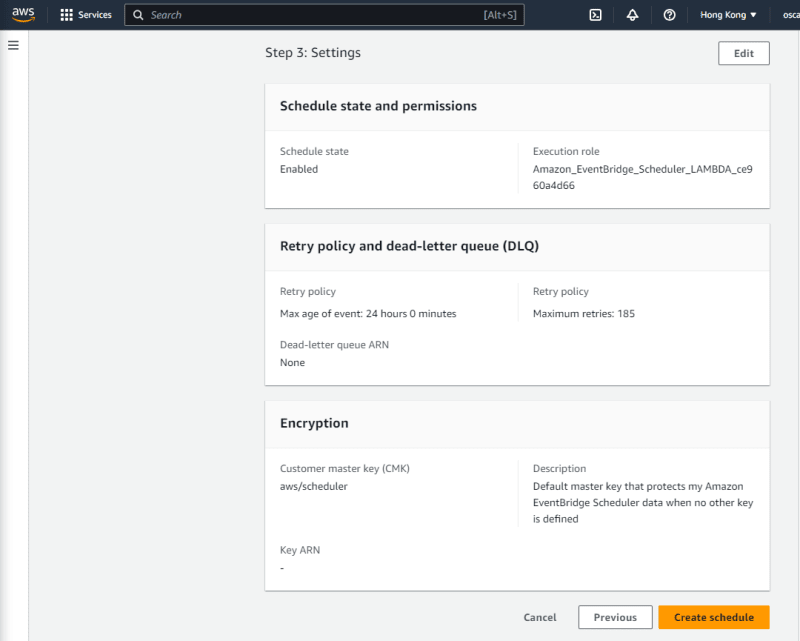 aws
Services
Search
[Alt+S]
Hong Kong
osca
Step 3: Settings
Edit
Schedule state and permissions
Schedule state
Enabled
Execution role
Amazon_EventBridge_Scheduler_LAMBDA_ce9
60a4d66
Retry policy and dead-letter queue (DLQ)
Retry policy
Max age of event: 24 hours 0 minutes
Retry policy
Maximum retries: 185
Dead-letter queue ARN
None
Encryption
Customer master key (CMK)
aws/scheduler
Description
Default master key that protects my Amazon
EventBridge Scheduler data when no other key
is defined
Key ARN
-
Cancel
Previous
Create schedule